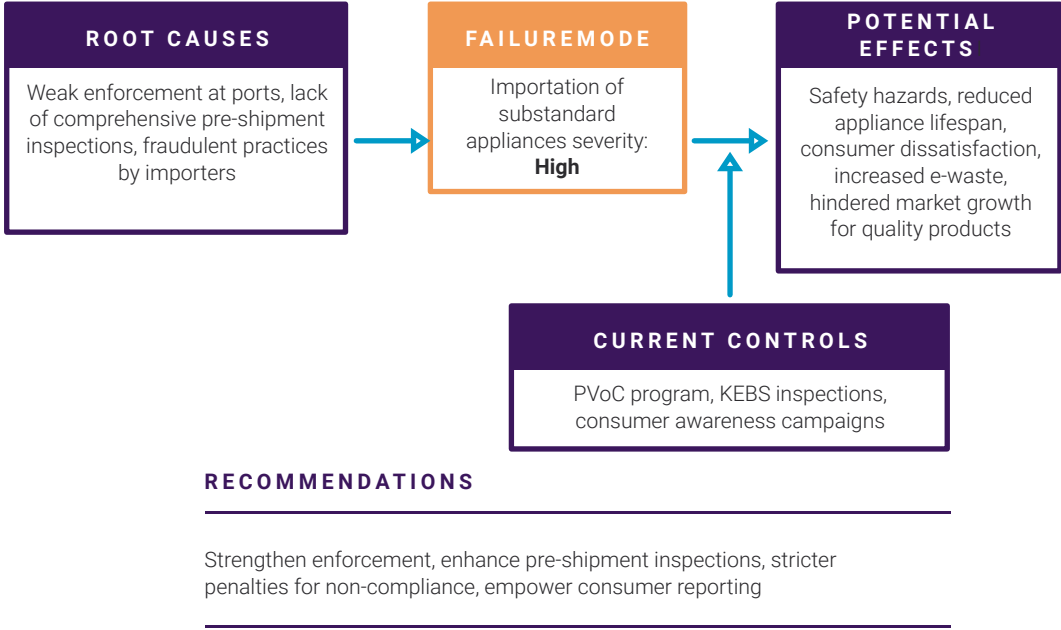 ROOT CAUSES
Weak enforcement at ports, lack
of comprehensive pre-shipment
inspections, fraudulent practices
by importers
FAILUREMODE
Importation of
substandard
appliances severity:
High
POTENTIAL
EFFECTS
Safety hazards, reduced
appliance lifespan,
consumer dissatisfaction,
increased e-waste,
hindered market growth
for quality products
CURRENT CONTROLS
PVoC program, KEBS inspections,
consumer awareness campaigns
RECOMMENDATIONS
Strengthen enforcement, enhance pre-shipment inspections, stricter
penalties for non-compliance, empower consumer reporting